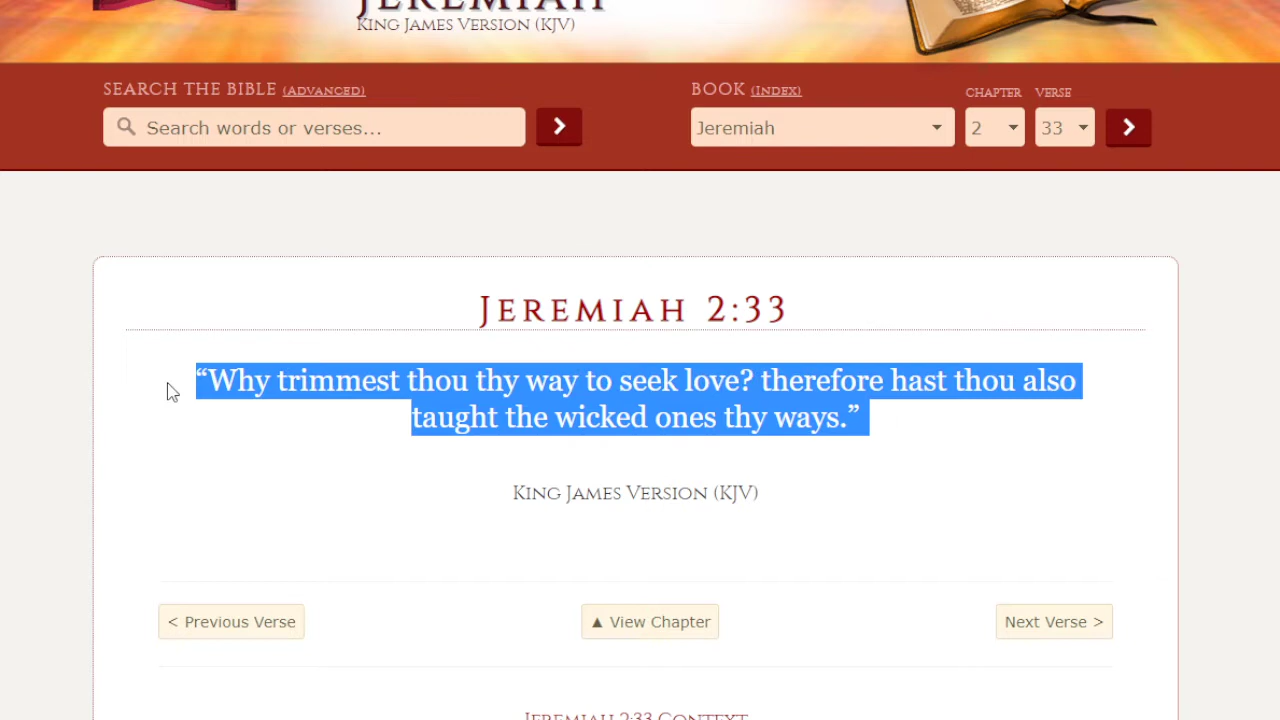 JEREMIAH
KING JAMES VERSION (KJV)
SEARCH THE BIBLE (ADVANCED)
BOOK (INDEX)
CHAPTER
VERSE
Search words or verses...
Jeremiah
2
33
JEREMIAH 2:33
“Why trimmest thou thy way to seek love? therefore hast thou also
taught the wicked ones thy ways.”
KING JAMES VERSION (KJV)
< Previous Verse
▲ View Chapter
Next Verse >
JEREMIAH 2:33 CONTEXT